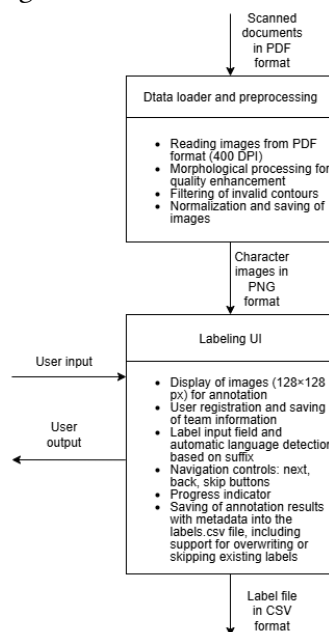 Scanned
documents
in PDF
format
Dtata loader and preprocessing
• Reading images from PDF
format (400 DPI)
• Morphological processing for
quality enhancement
• Filtering of invalid contours
• Normalization and saving of
images
Character
images in
PNG
format
Labeling UI
User input
User
output
• Display of images (128×128
px) for annotation
• User registration and saving
of team information
• Label input field and
automatic language detection
based on suffix
• Navigation controls: next,
back, skip buttons
• Progress indicator
• Saving of annotation results
with metadata into the
labels.csv file, including
support for overwriting or
skipping existing labels
Label file
in CSV
format